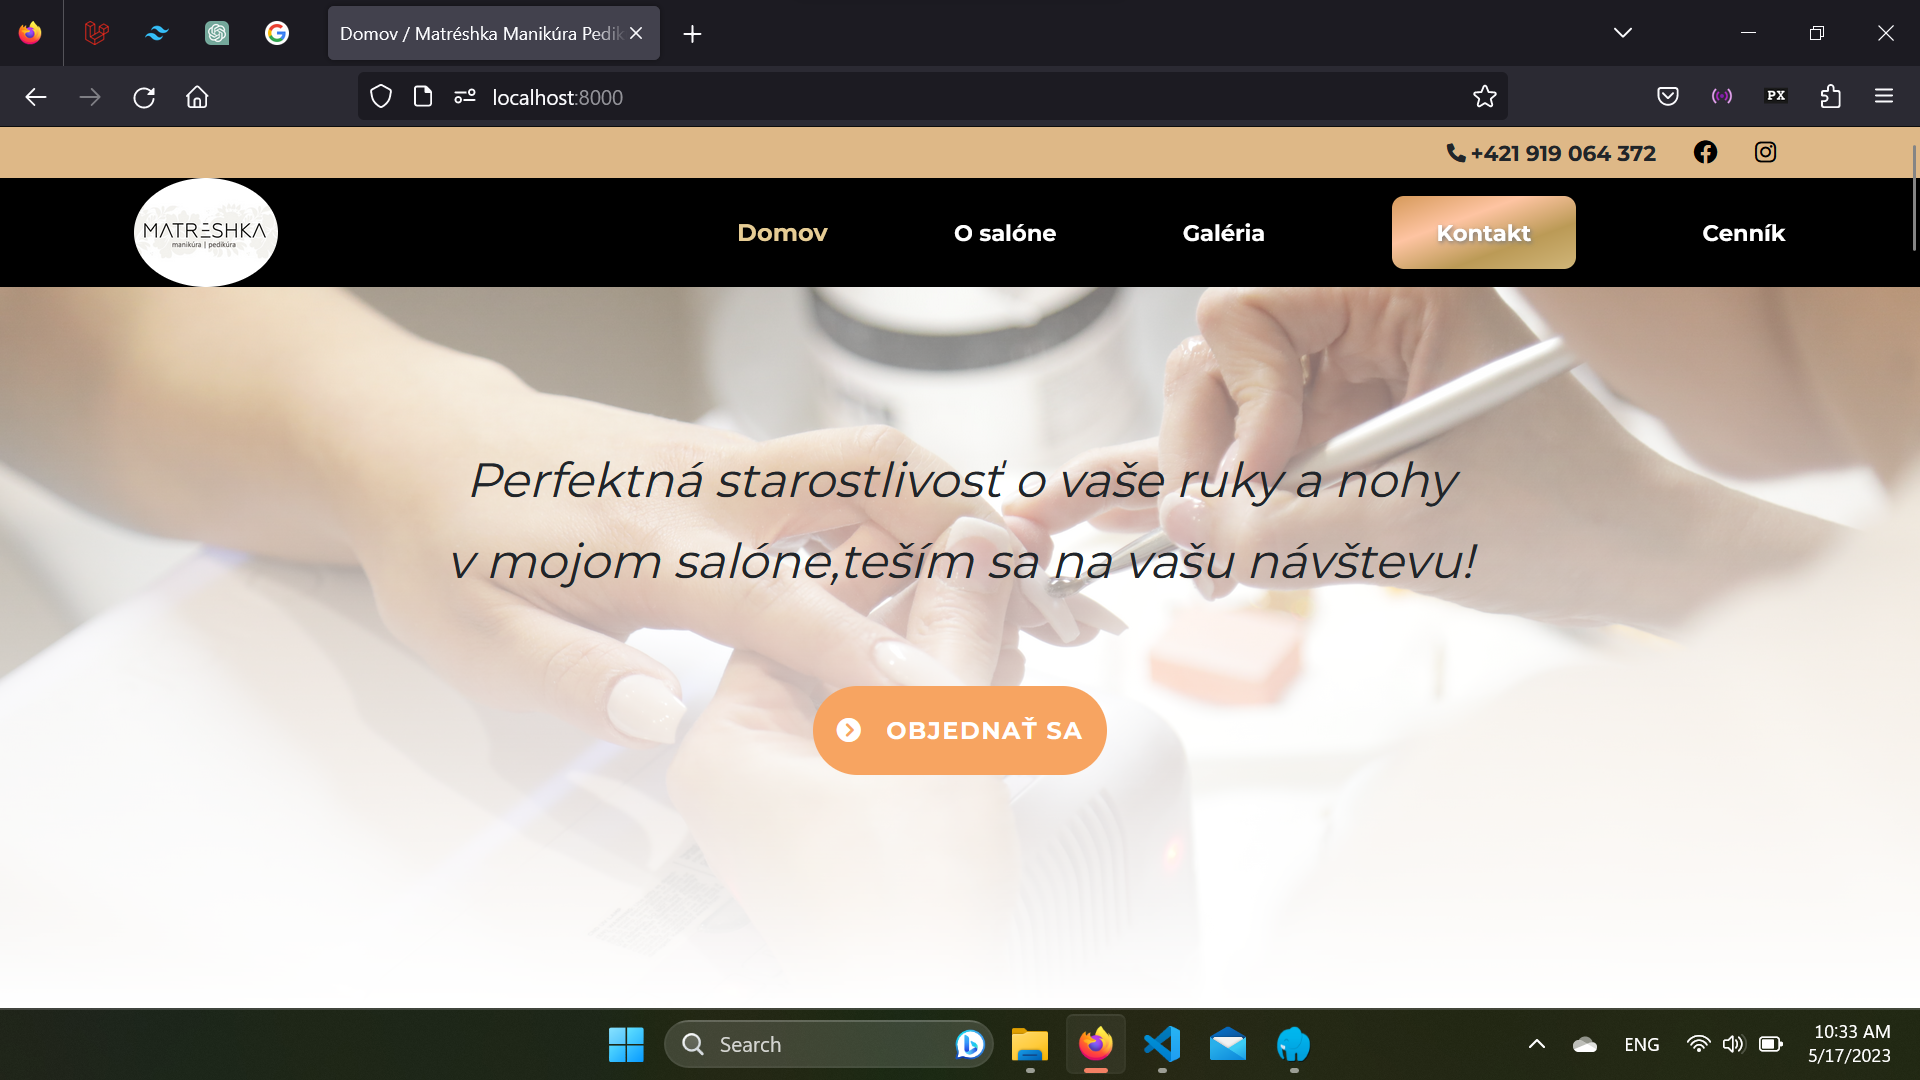 Domov / Matréshka Manikúra Pedik
localhost:8000
PX
+421 919 064 372
MATRESHKA
manikúra | pedikúra
Domov
O salóne
Galéria
Kontakt
Cenník
Perfektná starostlivosť o vaše ruky a nohy
v mojom salóne,teším sa na vašu návštevu!
OBJEDNAŤ SA
Search
ENG
10:33 AM
5/17/2023